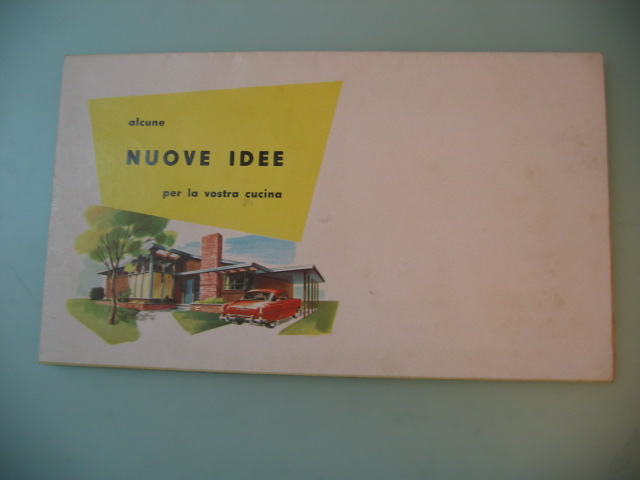 alcune
NUOVE IDEE
per la vostra cucina